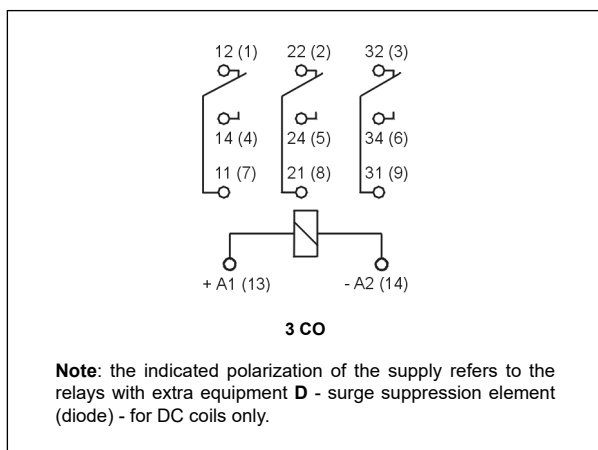 12 (1) 22 (2) 32 (3)
14 (4) 24 (5) 34 (6)
11 (7) 21 (8) 31 (9)
+ A1 (13) - A2 (14)
3 CO
Note: the indicated polarization of the supply refers to the
relays with extra equipment D - surge suppression element
(diode) - for DC coils only.